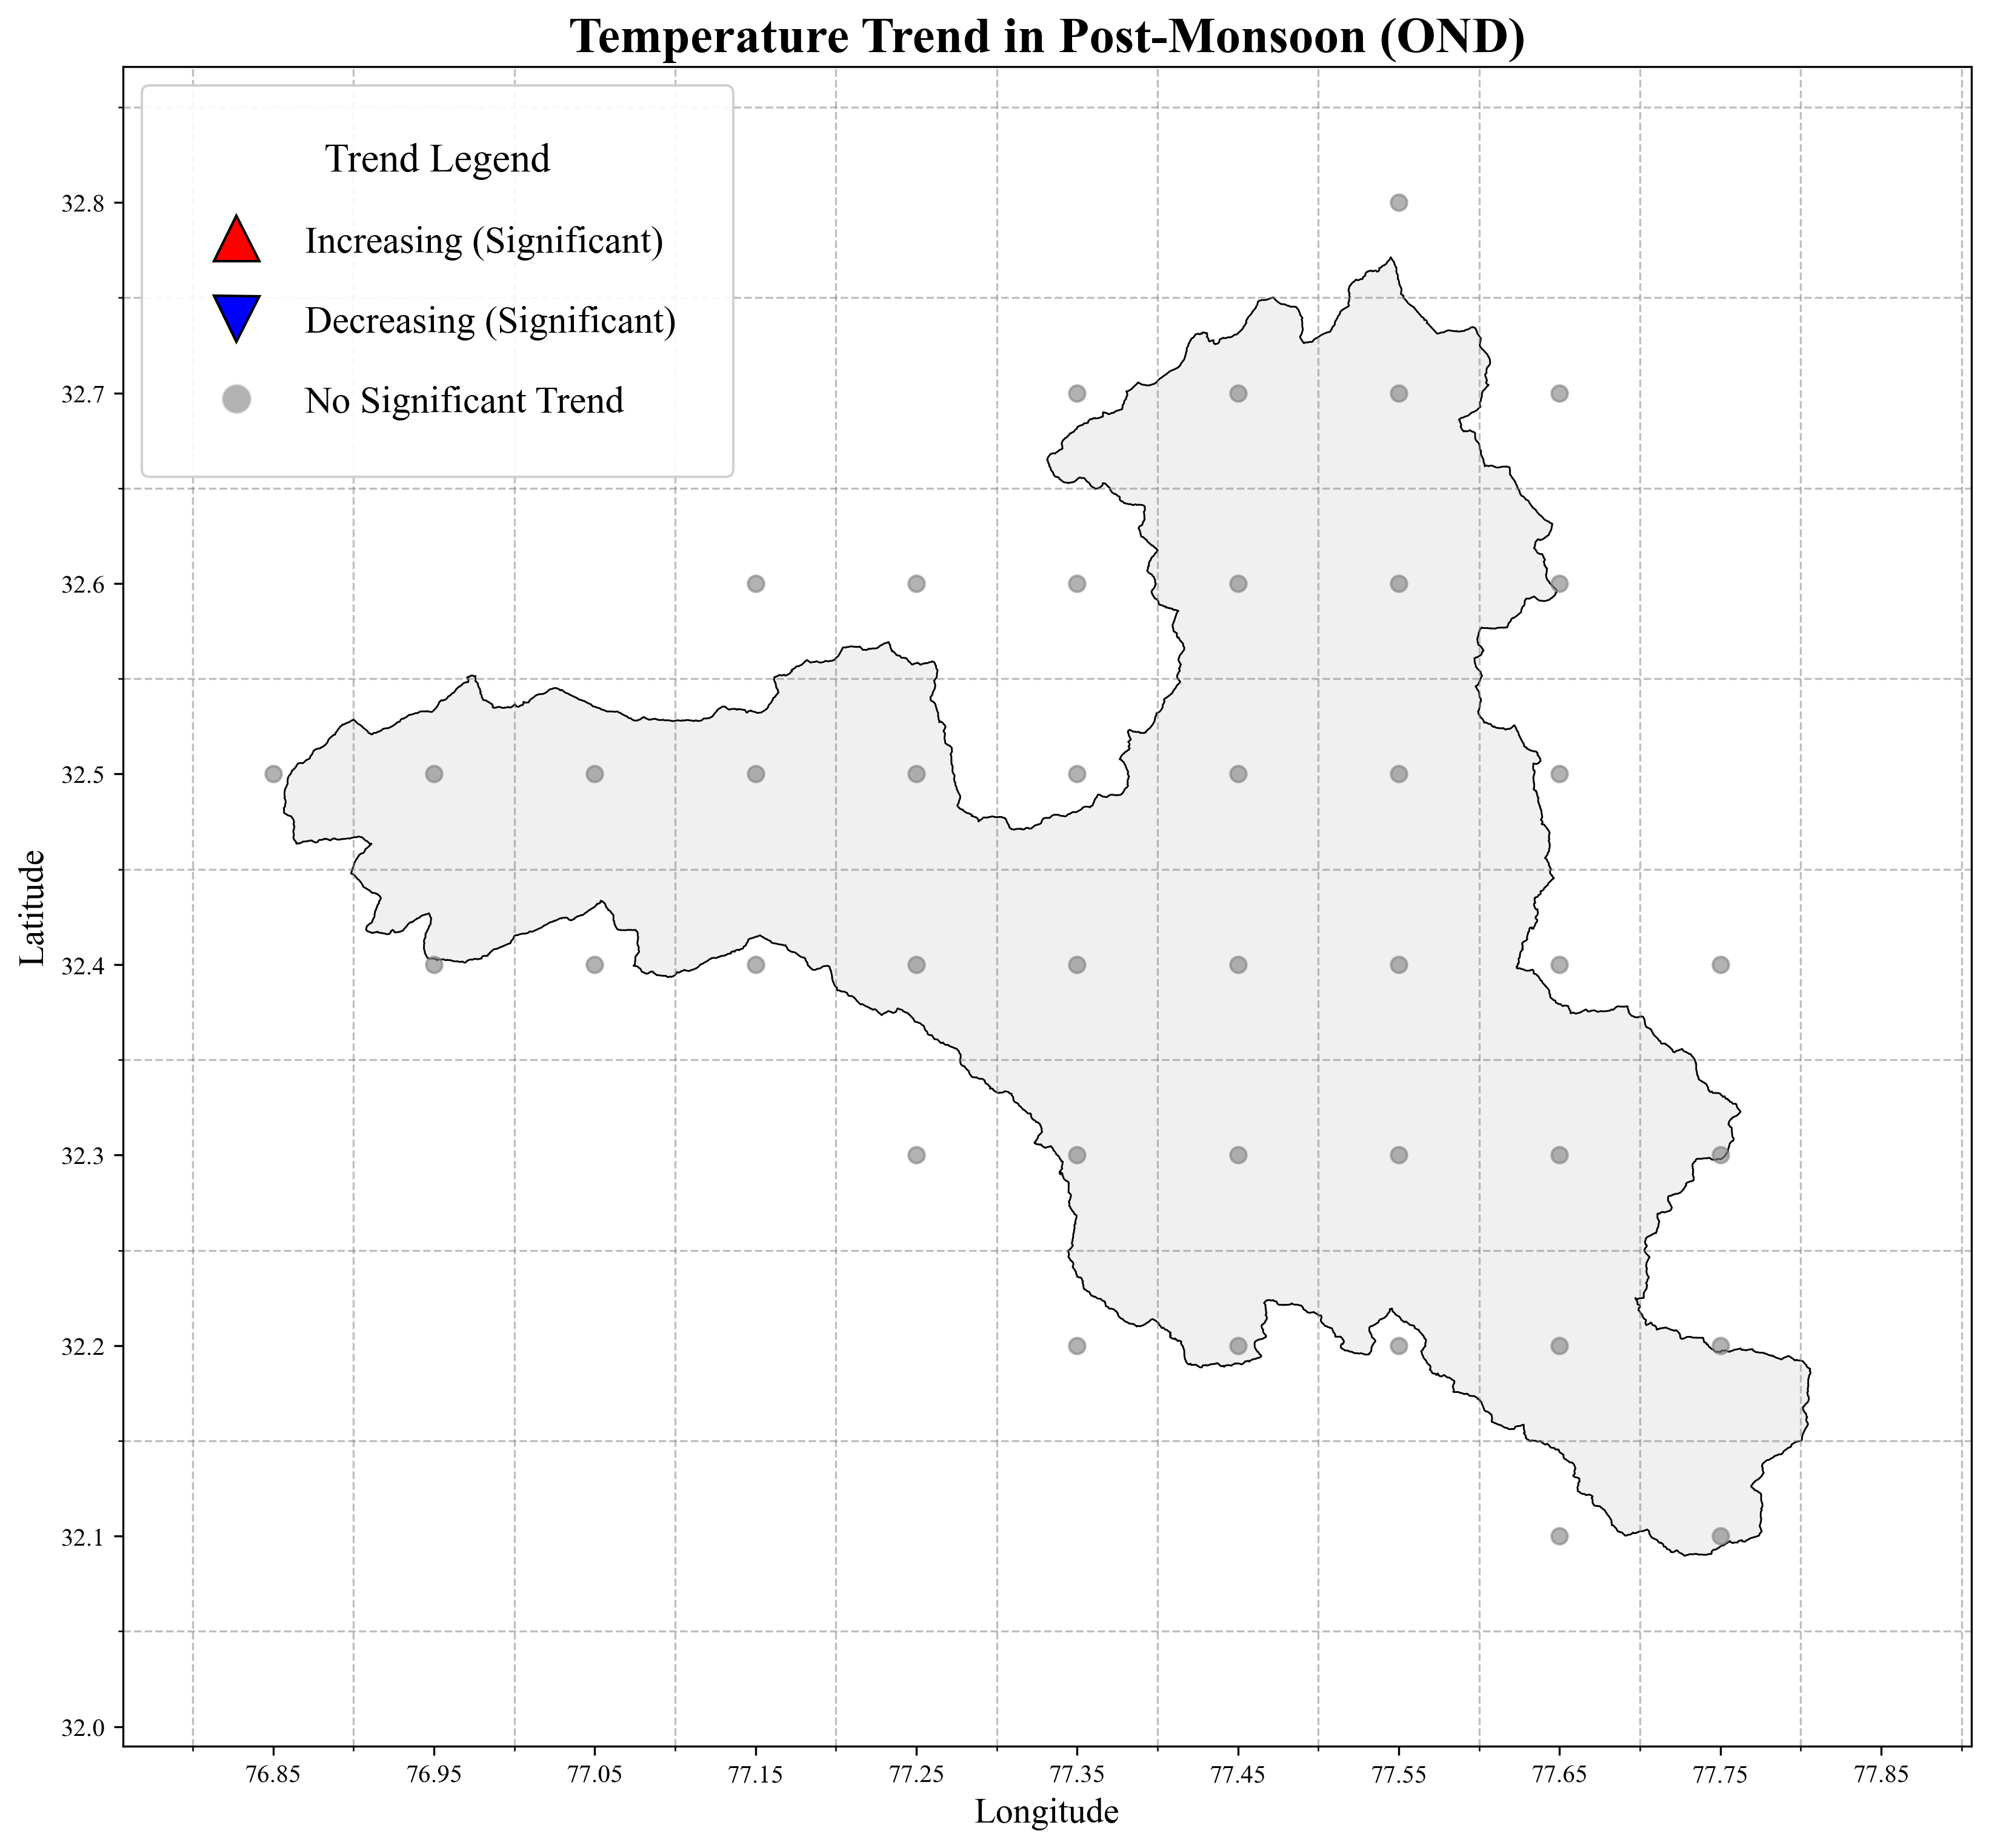 Temperature Trend in Post-Monsoon (OND)
Trend Legend
Increasing (Significant)
Decreasing (Significant)
No Significant Trend
Latitude
32.8
32.7
32.6
32.5
32.4
32.3
32.2
32.1
32.0
76.85 76.95 77.05 77.15 77.25 77.35 77.45 77.55 77.65 77.75 77.85
Longitude